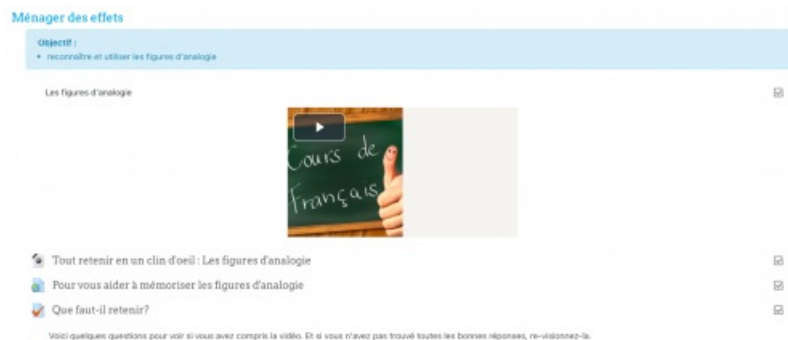 Ménager des effets
Objectif :
• reconnaître et utiliser les figures d'analogie
Les figures d'analogie
Cours de
Français
Tout retenir en un clin d'oeil : Les figures d'analogie
Pour vous aider à mémoriser les figures d'analogie
Que faut-il retenir?
Voici quelques questions pour voir si vous avez compris la vidéo. Et si vous n'avez pas trouvé toutes les bonnes réponses, re-visionnez-la.